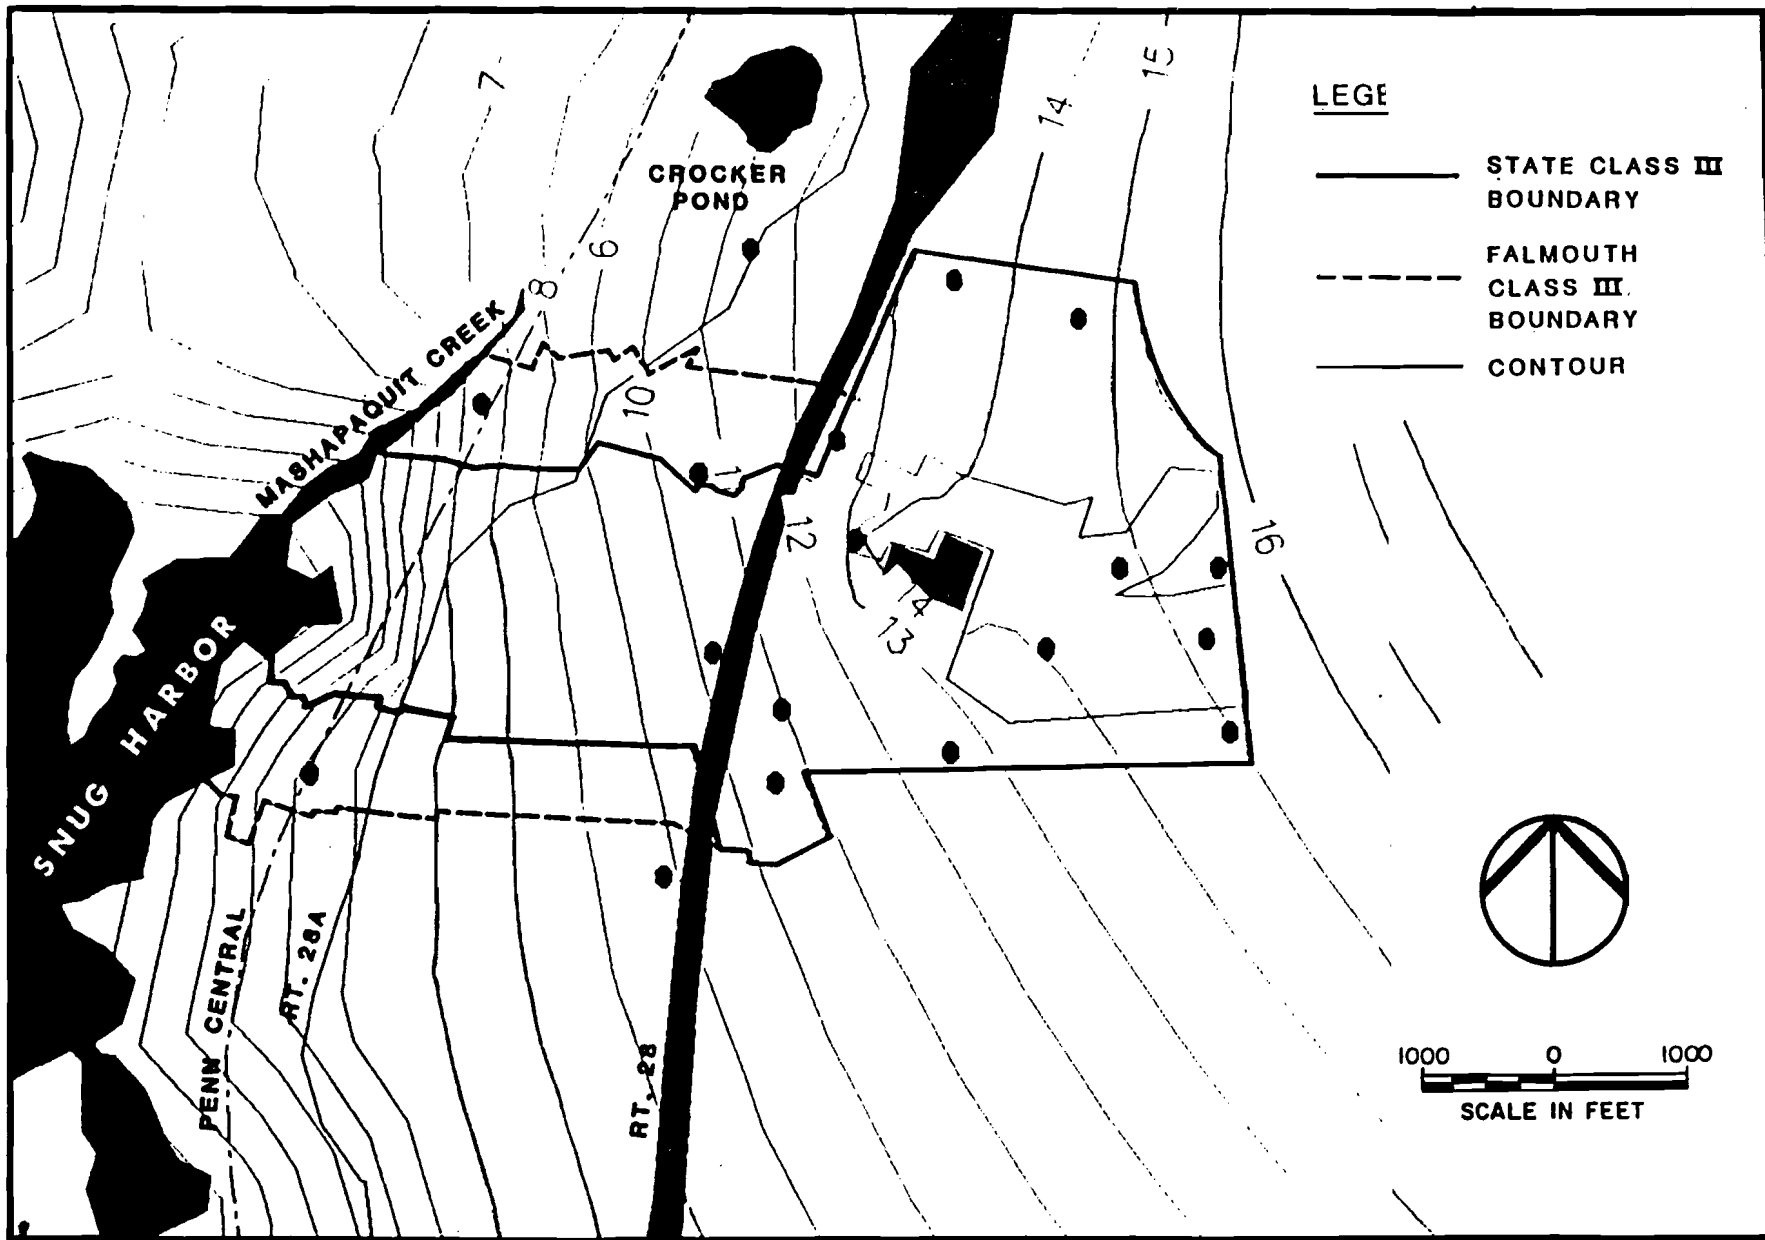 7
15
14
LEGE
CROCKER
POND
STATE CLASS III
BOUNDARY
9
FALMOUTH
CLASS III.
BOUNDARY
8
CONTOUR
MASHAPAQUIT CREEK
10
12
16
14
13
SNUG HARBOR
PENN CENTRAL
RT. 28A
RT. 28
1000 0 1000
SCALE IN FEET